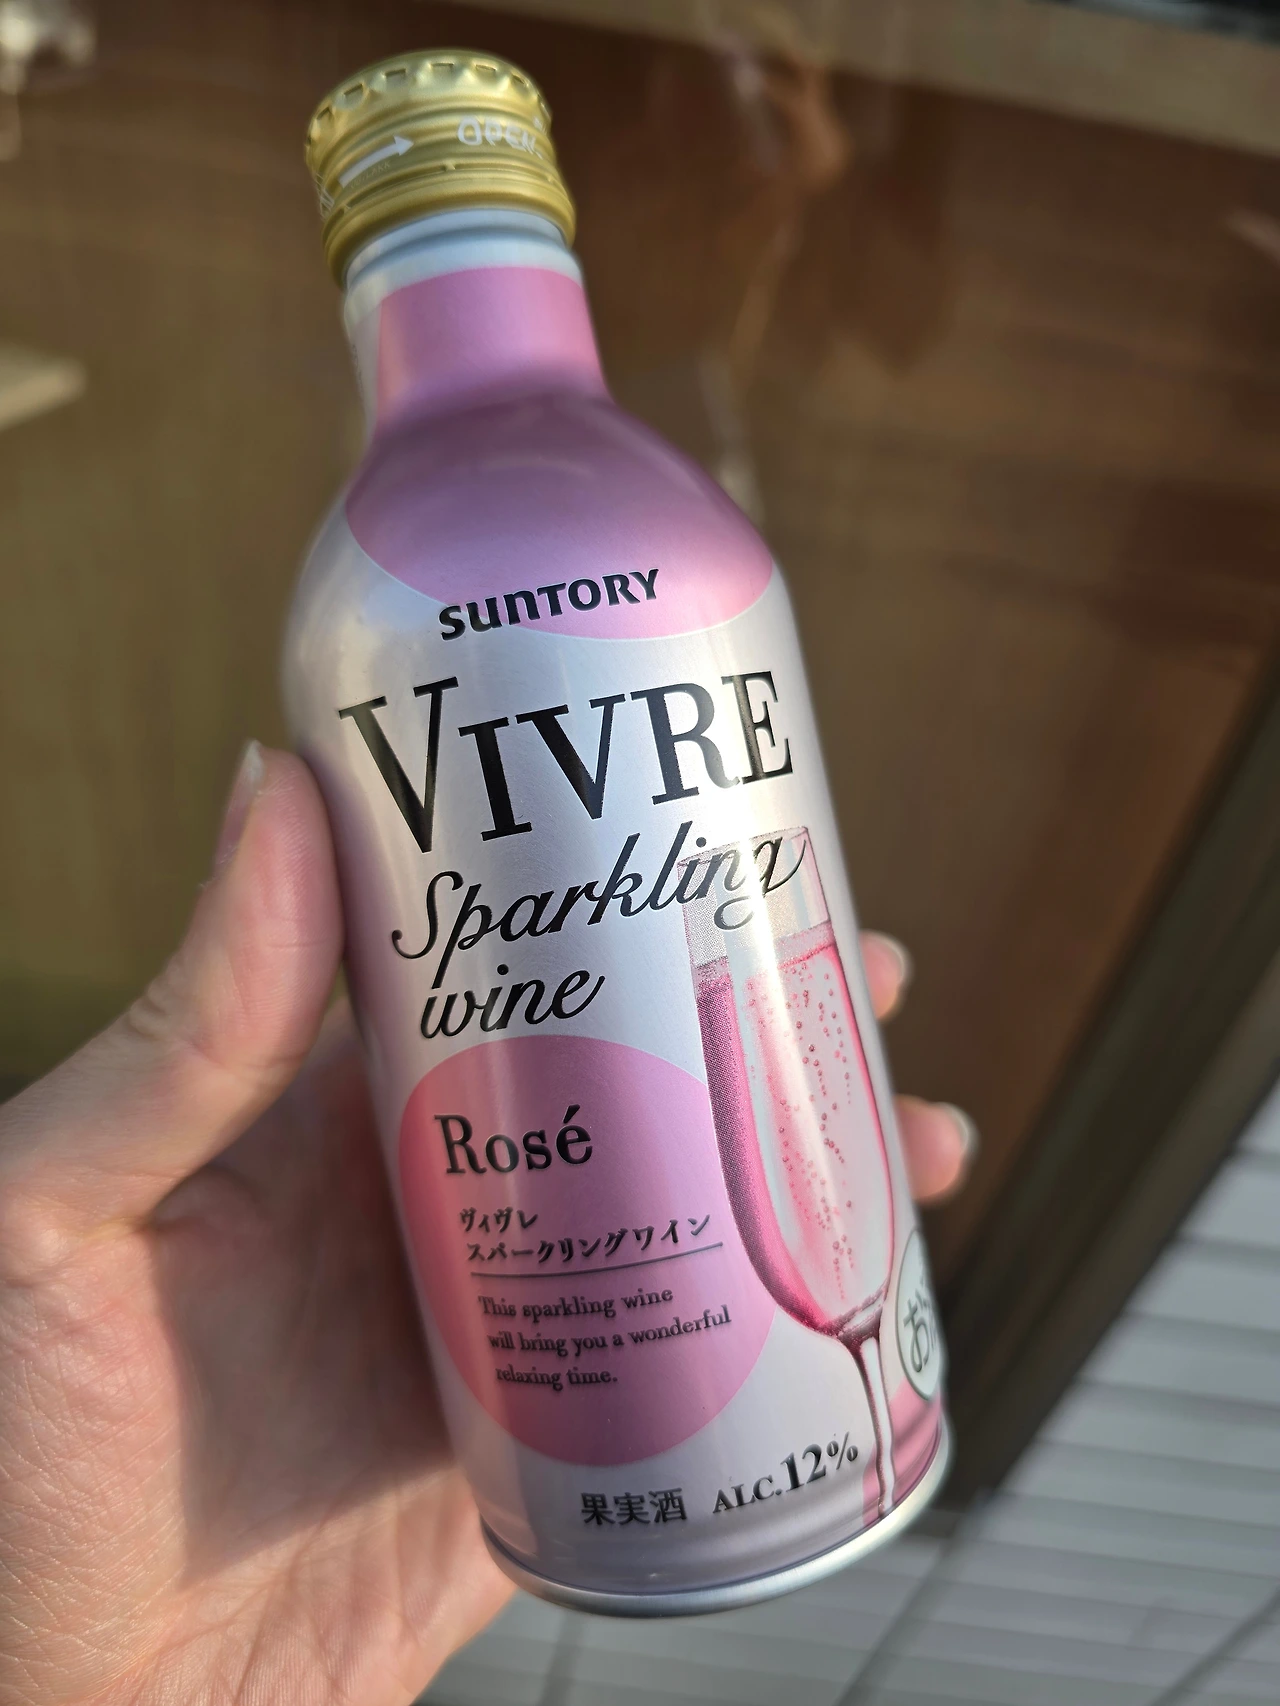 OPEN
SUNTORY
VIVRE
Sparkling
wine
Rosé
ヴィヴレ
スパークリングワイン
This sparkling wine
will bring you a wonderful
relaxing time.
果実酒 ALC.12%